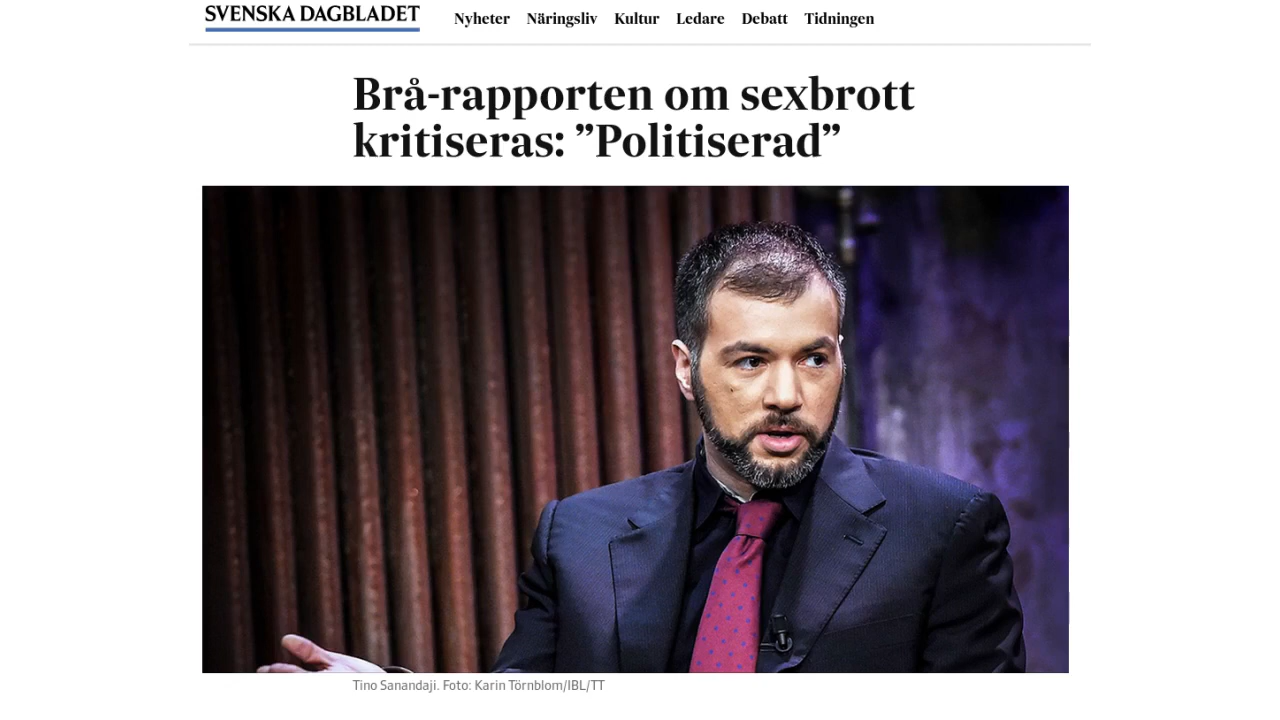 SVENSKA DAGBLADET
Nyheter Näringsliv Kultur Ledare Debatt Tidningen
Brå-rapporten om sexbrott
kritiseras: ”Politiserad”
Tino Sanandaji. Foto: Karin Törnblom/IBL/TT